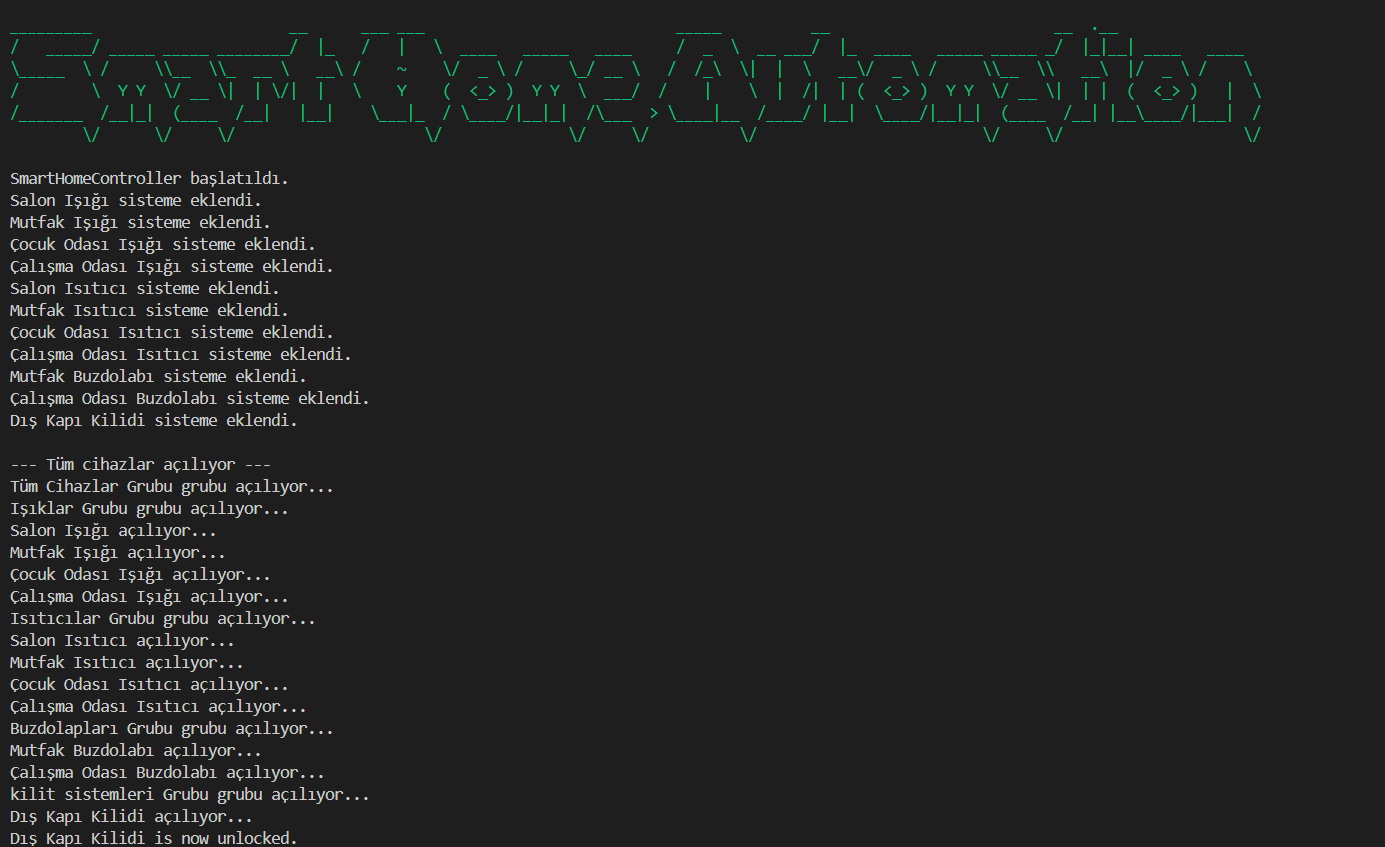 Smart Home Automation
SmartHomeController başlatıldı.
Salon Işığı sisteme eklendi.
Mutfak Işığı sisteme eklendi.
Çocuk Odası Işığı sisteme eklendi.
Çalışma Odası Işığı sisteme eklendi.
Salon Isıtıcı sisteme eklendi.
Mutfak Isıtıcı sisteme eklendi.
Çocuk Odası Isıtıcı sisteme eklendi.
Çalışma Odası Isıtıcı sisteme eklendi.
Mutfak Buzdolabı sisteme eklendi.
Çalışma Odası Buzdolabı sisteme eklendi.
Dış Kapı Kilidi sisteme eklendi.
--- Tüm cihazlar açılıyor ---
Tüm Cihazlar Grubu grubu açılıyor...
Işıklar Grubu grubu açılıyor...
Salon Işığı açılıyor...
Mutfak Işığı açılıyor...
Çocuk Odası Işığı açılıyor...
Çalışma Odası Işığı açılıyor...
Isıtıcılar Grubu grubu açılıyor...
Salon Isıtıcı açılıyor...
Mutfak Isıtıcı açılıyor...
Çocuk Odası Isıtıcı açılıyor...
Çalışma Odası Isıtıcı açılıyor...
Buzdolapları Grubu grubu açılıyor...
Mutfak Buzdolabı açılıyor...
Çalışma Odası Buzdolabı açılıyor...
kilit sistemleri Grubu grubu açılıyor...
Dış Kapı Kilidi açılıyor...
Dış Kapı Kilidi is now unlocked.